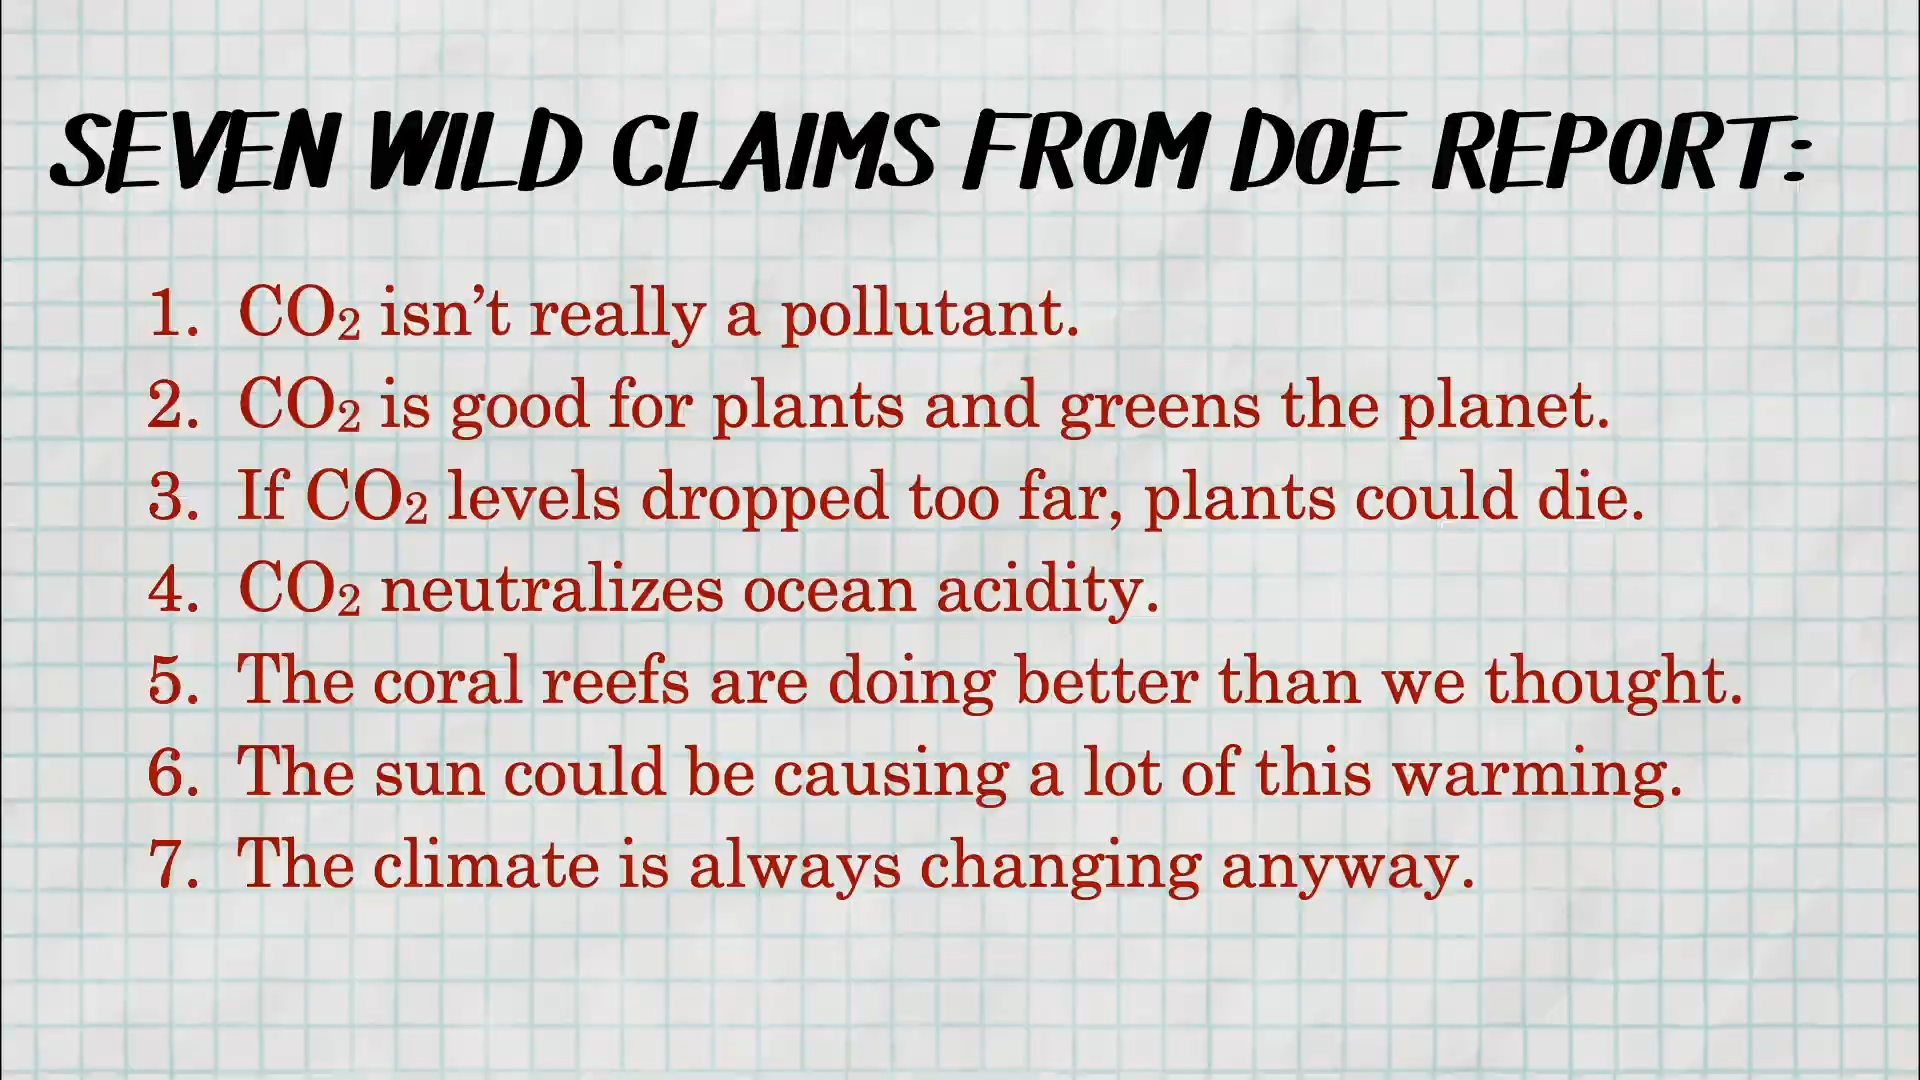 SEVEN WILD CLAIMS FROM DOE REPORT:
1. CO₂ isn’t really a pollutant.
2. CO₂ is good for plants and greens the planet.
3. If CO₂ levels dropped too far, plants could die.
4. CO₂ neutralizes ocean acidity.
5. The coral reefs are doing better than we thought.
6. The sun could be causing a lot of this warming.
7. The climate is always changing anyway.